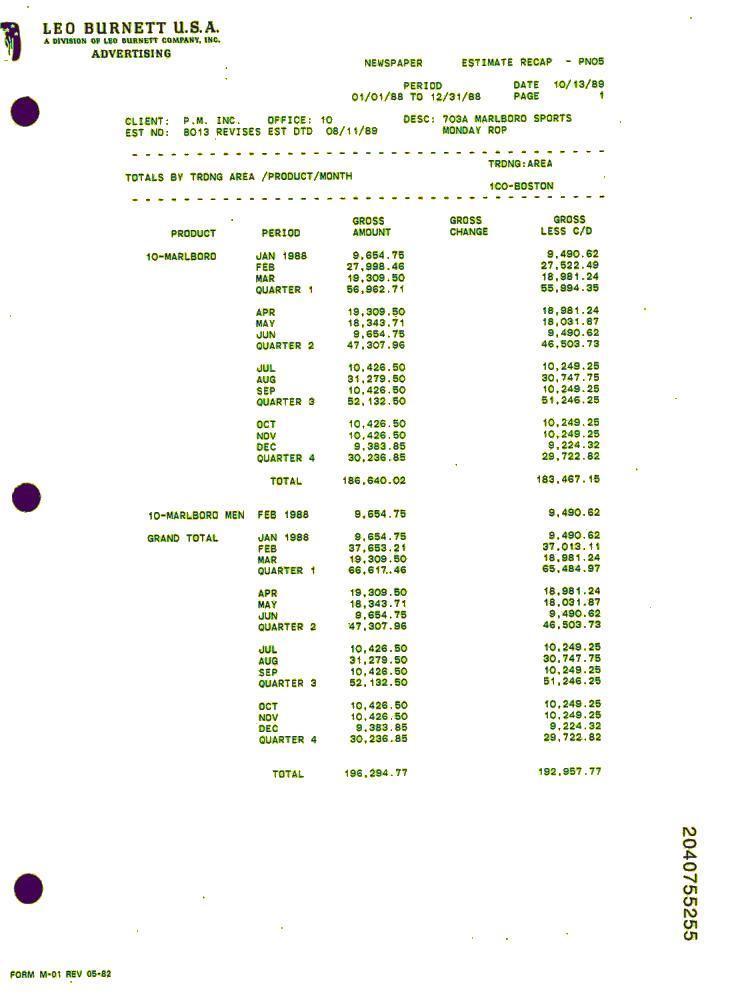 LEO BURNETT U.S.A.
A DIVISION OF LEO BURNETT COMPANY, INC.
ADVERTISING
NEWSPAPER ESTIMATE RECAP - PNO5
PERIOD DATE 10/13/89
01/01/88 TO 12/31/88 PAGE 1
CLIENT: P.M. INC. OFFICE: 10 DESC: 703A MARLBORO SPORTS
EST NO: 8013 REVISES EST DTD 08/11/89 MONDAY ROP
TRDNG:AREA
TOTALS BY TRDNG AREA /PRODUCT/MONTH
1CO-BOSTON
GROSS GROSS GROSS
PRODUCT PERIOD AMOUNT CHANGE LESS C/D
10-MARLBORO JAN 1988 9,654.75 9,490.62
FEB 27,998.46 27,522.49
MAR 19,309.50 18,981.24
QUARTER 1 56,962.71 55,994.35
APR 19,309.50 18,981.24
MAY 18,343.71 18,031.87
JUN 9,654.75 9,490.62
QUARTER 2 47,307.96 46,503.73
JUL 10,426.50 10,249.25
AUG 31,279.50 30,747.75
SEP 10,426.50 10,249.25
QUARTER 3 52,132.50 51,246.25
OCT 10,426.50 10,249.25
NOV 10,426.50 10,249.25
DEC 9,383.85 9,224.32
QUARTER 4 30,236.85 29,722.82
TOTAL 186,640.02 183,467.15
10-MARLBORO MEN FEB 1988 9,654.75 9,490.62
GRAND TOTAL JAN 1988 9,654.75 9,490.62
FEB 37,653.21 37,013.11
MAR 19,309.50 18,981.24
QUARTER 1 66,617.46 65,484.97
APR 19,309.50 18,981.24
MAY 18,343.71 18,031.87
JUN 9,654.75 9,490.62
QUARTER 2 47,307.96 46,503.73
JUL 10,426.50 10,249.25
AUG 31,279.50 30,747.75
SEP 10,426.50 10,249.25
QUARTER 3 52,132.50 51,246.25
OCT 10,426.50 10,249.25
NOV 10,426.50 10,249.25
DEC 9,383.85 9,224.32
QUARTER 4 30,236.85 29,722.82
TOTAL 196,294.77 192,957.77
2040755255
FORM M-01 REV 05-82